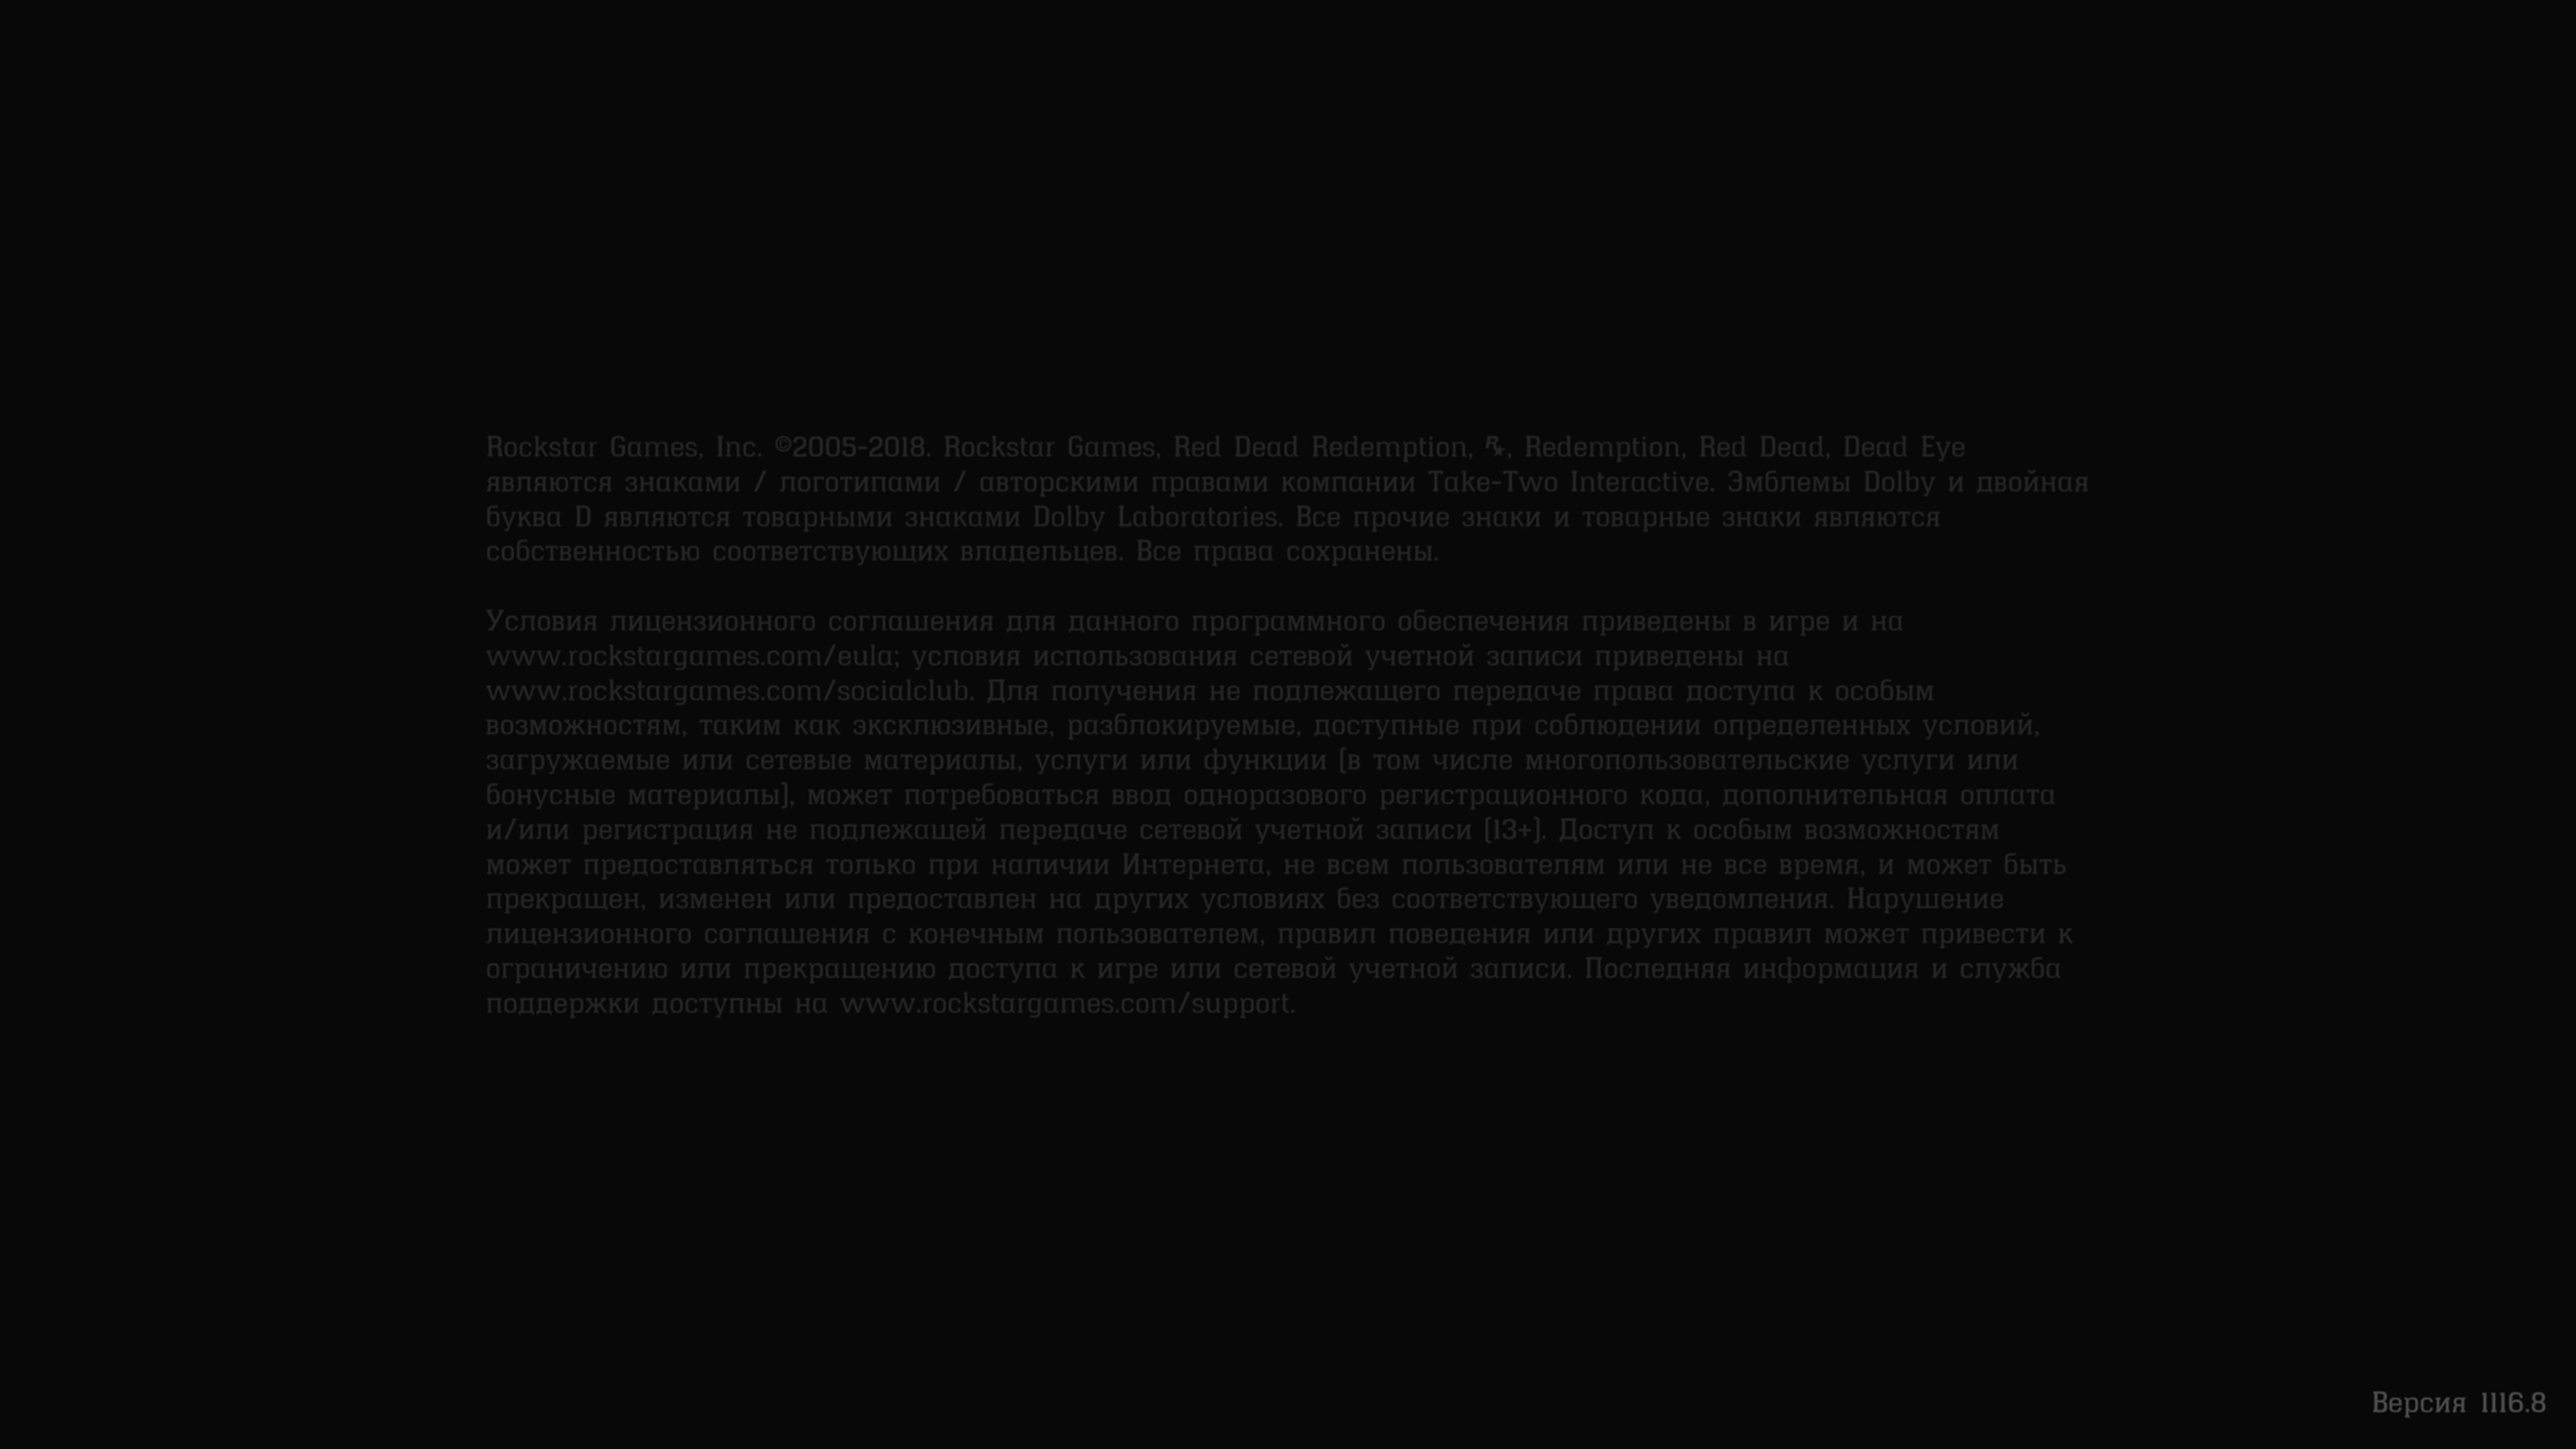 Rockstar Games, Inc. ©2005-2018. Rockstar Games, Red Dead Redemption, R★, Redemption, Red Dead, Dead Eye
являются знаками / логотипами / авторскими правами компании Take-Two Interactive. Эмблемы Dolby и двойная
буква D являются товарными знаками Dolby Laboratories. Все прочие знаки и товарные знаки являются
собственностью соответствующих владельцев. Все права сохранены.
Условия лицензионного соглашения для данного программного обеспечения приведены в игре и на
www.rockstargames.com/eula; условия использования сетевой учетной записи приведены на
www.rockstargames.com/socialclub. Для получения не подлежащего передаче права доступа к особым
возможностям, таким как эксклюзивные, разблокируемые, доступные при соблюдении определенных условий,
загружаемые или сетевые материалы, услуги или функции (в том числе многопользовательские услуги или
бонусные материалы), может потребоваться ввод одноразового регистрационного кода, дополнительная оплата
и/или регистрация не подлежащей передаче сетевой учетной записи (13+). Доступ к особым возможностям
может предоставляться только при наличии Интернета, не всем пользователям или не все время, и может быть
прекращен, изменен или предоставлен на других условиях без соответствующего уведомления. Нарушение
лицензионного соглашения с конечным пользователем, правил поведения или других правил может привести к
ограничению или прекращению доступа к игре или сетевой учетной записи. Последняя информация и служба
поддержки доступны на www.rockstargames.com/support.
Версия 1116.8